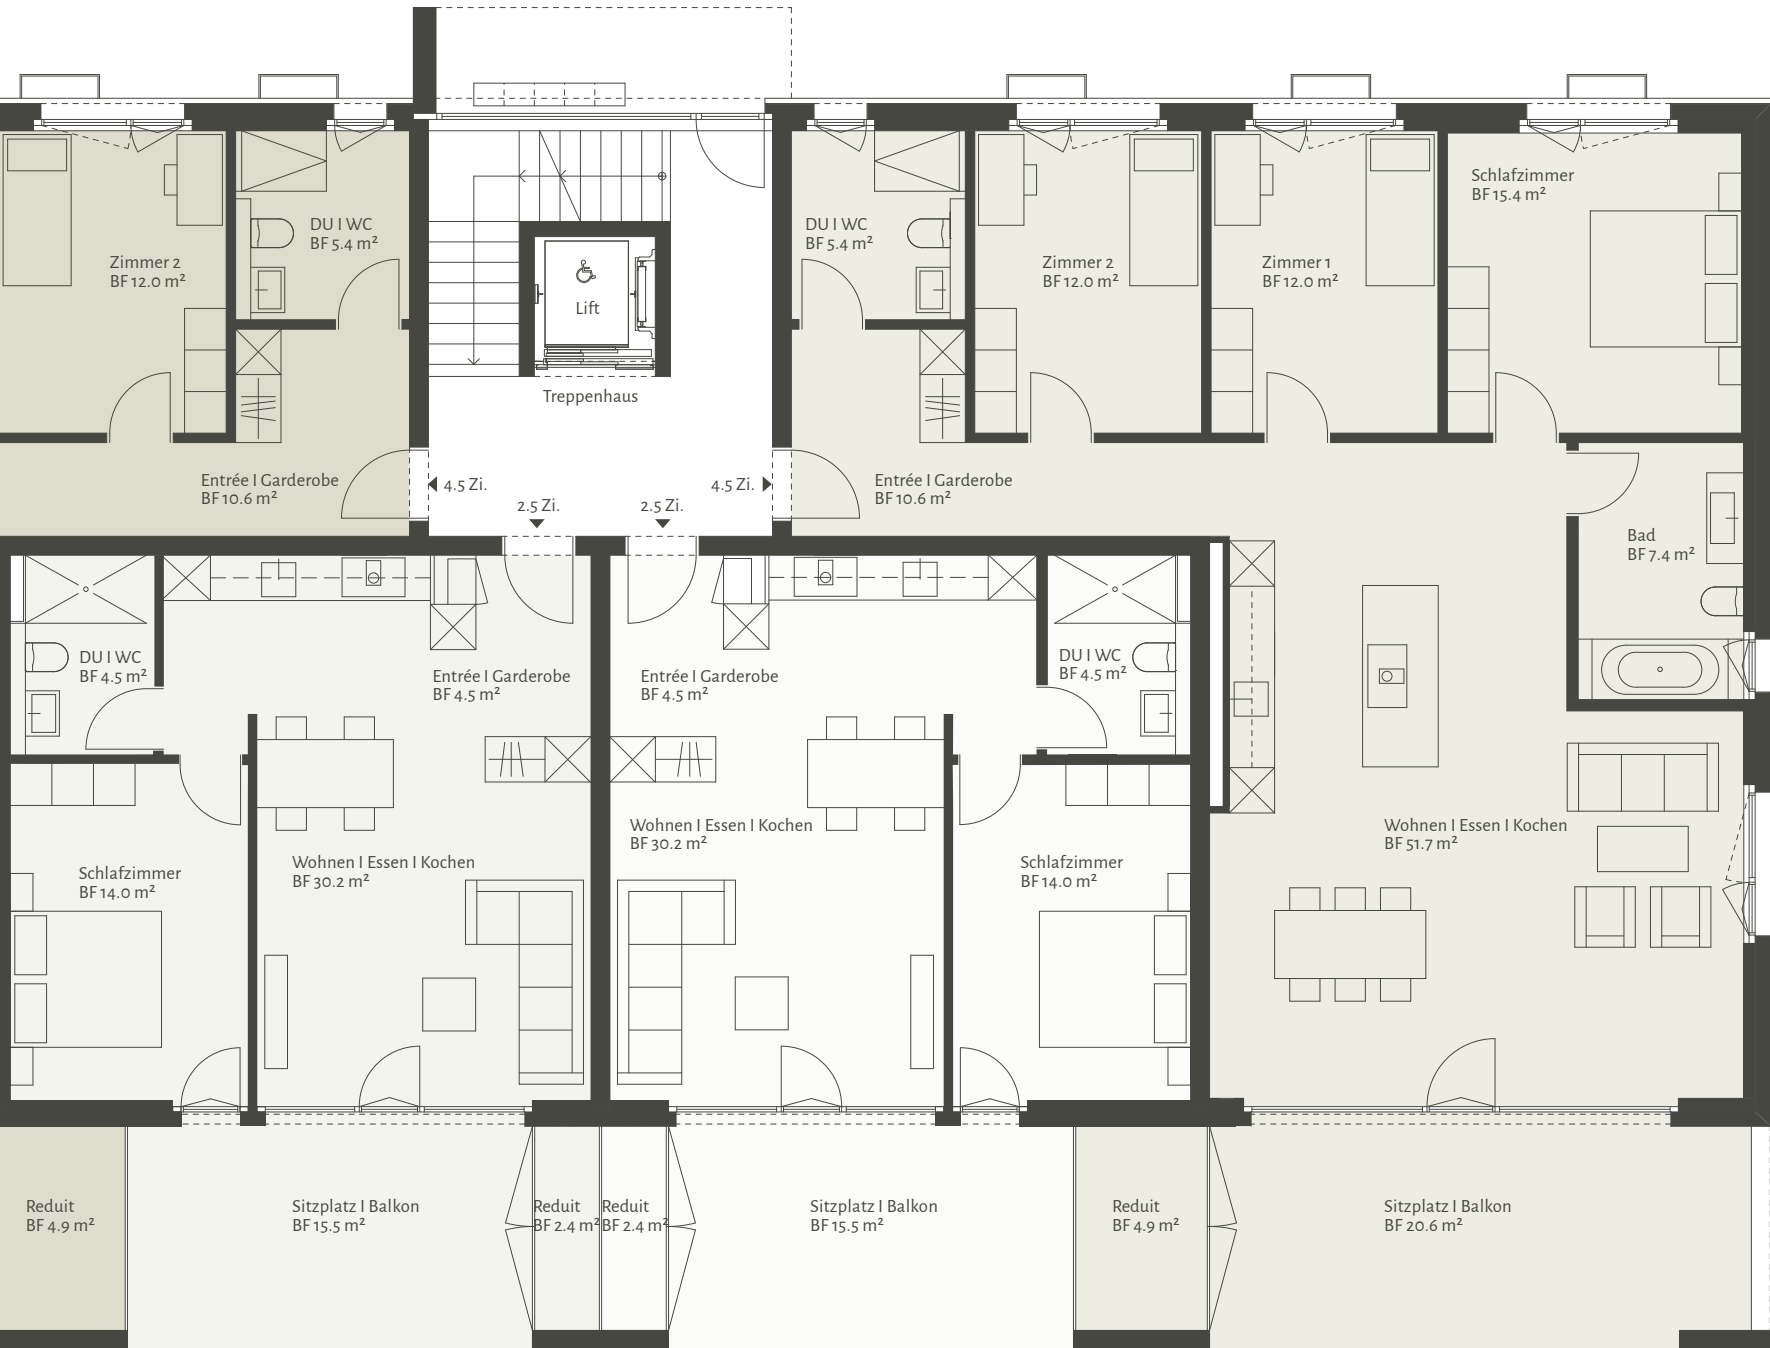 Schlafzimmer
BF 15.4 m²
DU I WC
BF 5.4 m²
DU I WC
BF 5.4 m²
Zimmer 2
BF 12.0 m²
Zimmer 2
BF 12.0 m²
Zimmer 1
BF 12.0 m²
Lift
Treppenhaus
Entrée I Garderobe
BF 10.6 m²
4.5 Zi.
2.5 Zi.
2.5 Zi.
4.5 Zi.
Entrée I Garderobe
BF 10.6 m²
Bad
BF 7.4 m²
DU I WC
BF 4.5 m²
Entrée I Garderobe
BF 4.5 m²
Entrée I Garderobe
BF 4.5 m²
DU I WC
BF 4.5 m²
Wohnen I Essen I Kochen
BF 30.2 m²
Wohnen I Essen I Kochen
BF 51.7 m²
Schlafzimmer
BF 14.0 m²
Wohnen I Essen I Kochen
BF 30.2 m²
Schlafzimmer
BF 14.0 m²
Reduit
BF 4.9 m²
Sitzplatz I Balkon
BF 15.5 m²
Reduit
BF 2.4 m²
Reduit
BF 2.4 m²
Sitzplatz I Balkon
BF 15.5 m²
Reduit
BF 4.9 m²
Sitzplatz I Balkon
BF 20.6 m²